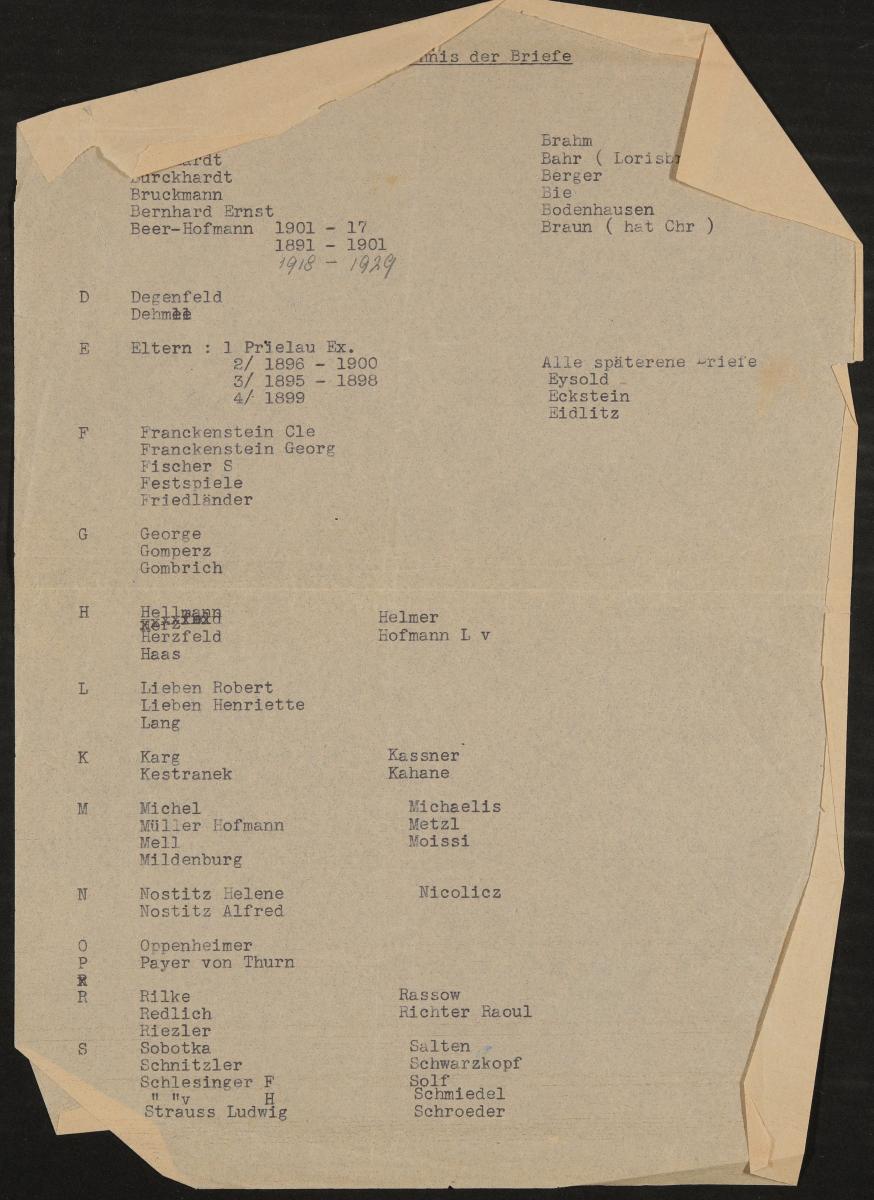 der Briefe
Brahm
Bahr (
Burckhardt Berger
Bruckmann Bie
Bernhard Ernst Bodenhausen
Beer-Hofmann 1901 - 17 Braun ( hat Chr )
1891 - 1901
1918 - 1929
D Degenfeld
Dehmel
E Eltern : 1 Prielau Ex.
2/ 1896 - 1900 Alle späterene Briefe
3/ 1895 - 1898 Eysold
4/ 1899 Eckstein
Eidlitz
F Franckenstein Cle
Franckenstein Georg
Fischer S
Festspiele
Friedländer
G George
Gomperz
Gombrich
H Hellmann Helmer
Herzfeld Hofmann L v
Haas
L Lieben Robert
Lieben Henriette
Lang
K Karg Kassner
Kestranek Kahane
M Michel Michaelis
Müller Hofmann Metzl
Mell Moissi
Mildenburg
N Nostitz Helene Nicolicz
Nostitz Alfred
O Oppenheimer
P Payer von Thurn
R Rilke Rassow
Redlich Richter Raoul
Riezler
S Sobotka Salten
Schnitzler Schwarzkopf
Schlesinger F Solf
" "v H Schmiedel
Strauss Ludwig Schroeder